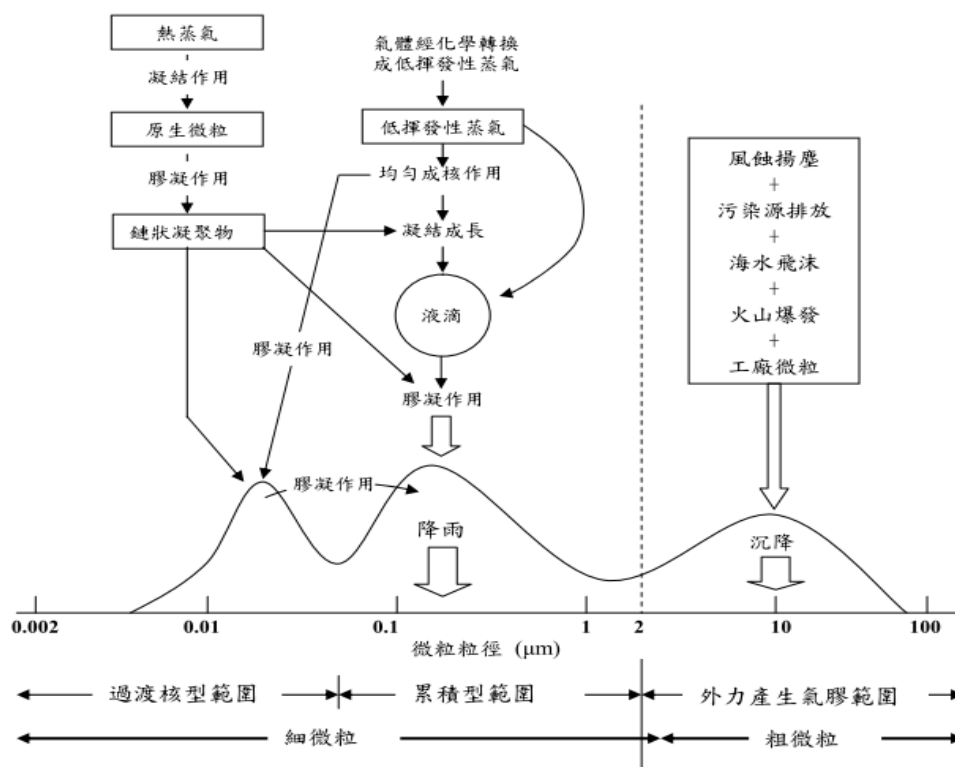 熱蒸氣
凝結作用
原生微粒
膠凝作用
鏈狀凝聚物
氣體經化學轉換
成低揮發性蒸氣
低揮發性蒸氣
均勻成核作用
凝結成長
液滴
膠凝作用
膠凝作用
膠凝作用
降雨
風蝕揚塵
+
污染源排放
+
海水飛沫
+
火山爆發
+
工廠微粒
沉降
0.002 0.01 0.1 1 2 10 100
微粒粒徑 (μm)
過渡核型範圍 累積型範圍 外力產生氣膠範圍
細微粒 粗微粒